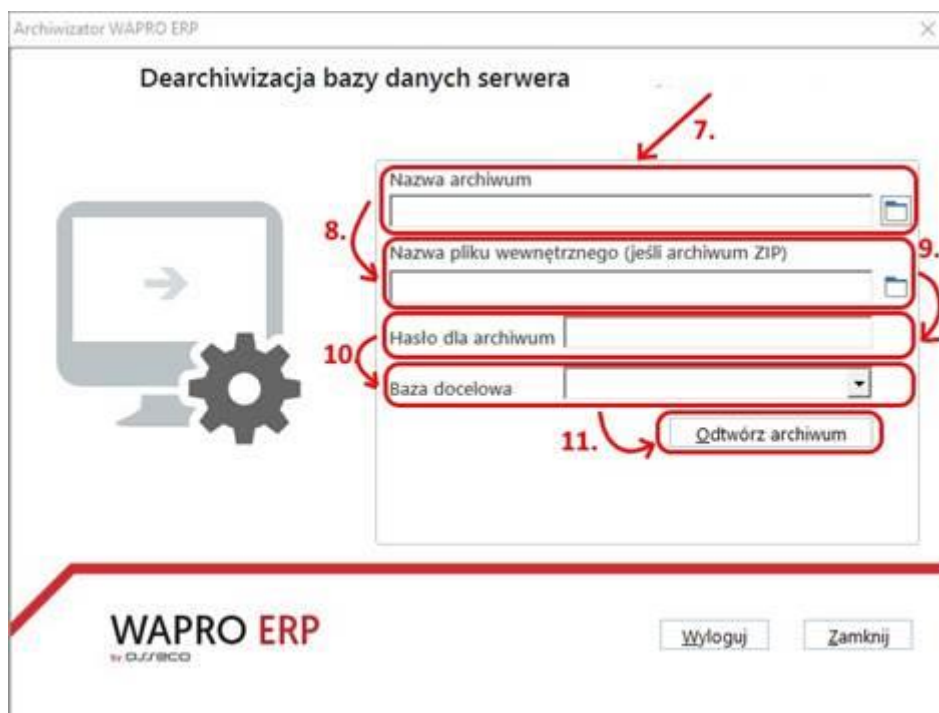 Archiwizator WAPRO ERP
Dearchiwizacja bazy danych serwera
7.
Nazwa archiwum
8.
Nazwa pliku wewnętrznego (jeśli archiwum ZIP)
9.
Hasło dla archiwum
10.
Baza docelowa
11.
Odtwórz archiwum
WAPRO ERP
by asseco
Wyloguj
Zamknij